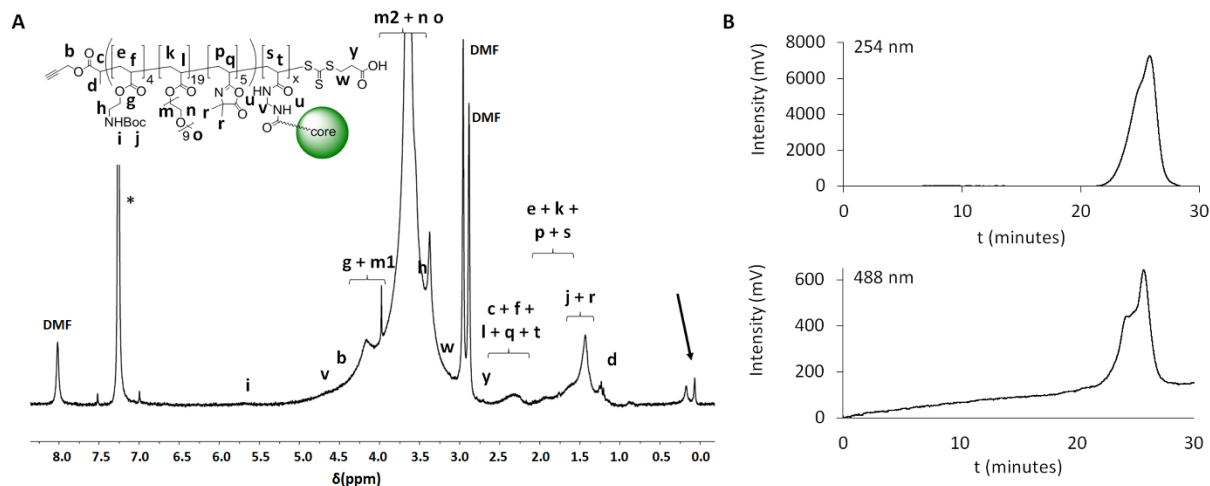 A
m2 + n o
DMF
DMF
b
e
f
c
d
O
O
4
k
l
19
p
q
5
s
t
x
y
w
S
S
S
O
OH
h
g
O
O
NHBoc
i
j
m
n
O
9
o
N
O
O
r
r
u
HN
v
NH
u
O
core
*
DMF
g + m1
h
e + k +
p + s
c + f +
l + q + t
j + r
i
v
b
w
y
d
8.0 7.5 7.0 6.5 6.0 5.5 5.0 4.5 4.0 3.5 3.0 2.5 2.0 1.5 1.0 0.5 0.0
δ(ppm)
B
254 nm
Intensity (mV)
8000
6000
4000
2000
0
0 10 20 30
t (minutes)
488 nm
Intensity (mV)
600
400
200
0
0 10 20 30
t (minutes)